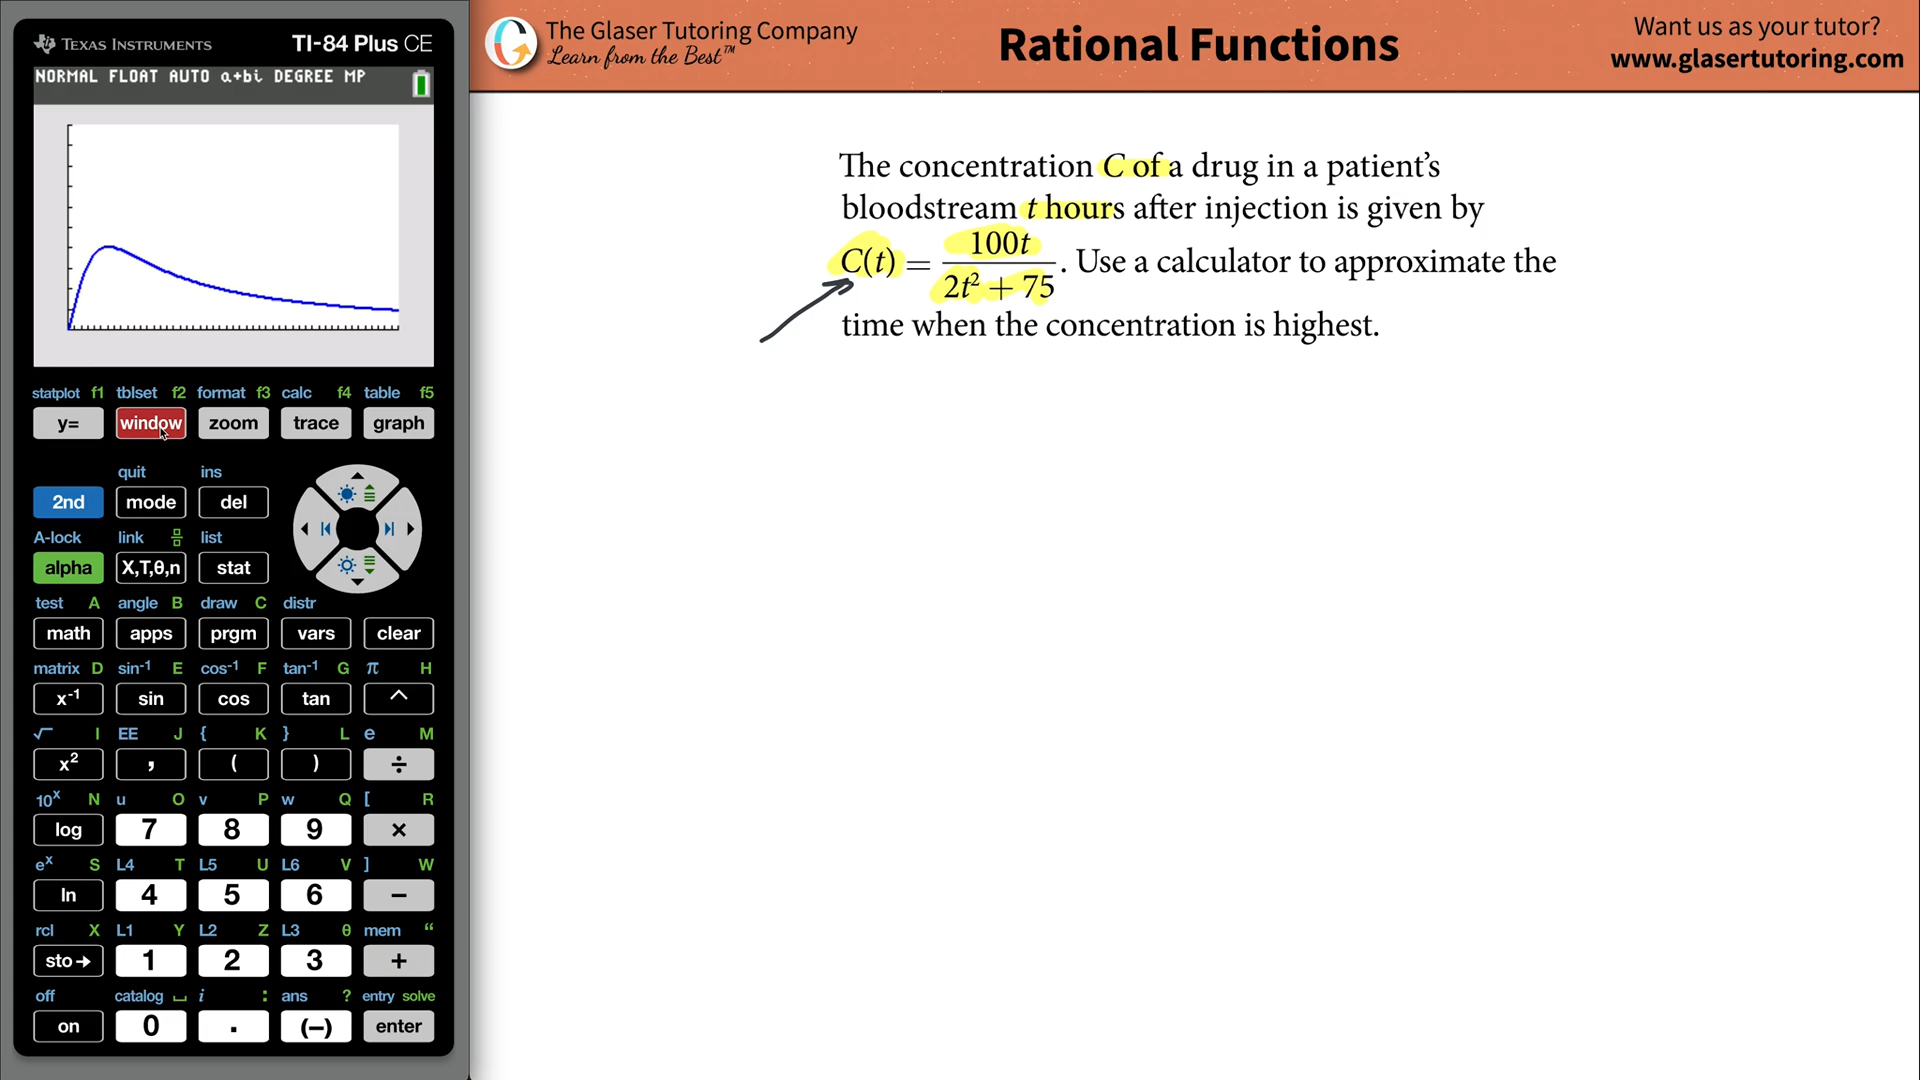 TEXAS INSTRUMENTS TI-84 Plus CE
NORMAL FLOAT AUTO a+bi DEGREE MP
statplot f1 tblset f2 format f3 calc f4 table f5
y= window zoom trace graph
quit ins
2nd mode del
A-lock link list
alpha X,T,θ,n stat
test A angle B draw C distr
math apps prgm vars clear
matrix D sin-1 E cos-1 F tan-1 G π H
x-1 sin cos tan ^
√ I EE J { K } L e M
x² , ( ) ÷
10x N u O v P w Q [ R
log 7 8 9 ×
ex S L4 T L5 U L6 V ] W
ln 4 5 6 −
rcl X L1 Y L2 Z L3 θ mem “
sto→ 1 2 3 +
off catalog ⎵ i : ans ? entry solve
on 0 . (−) enter
The Glaser Tutoring Company
Learn from the Best™
Rational Functions
Want us as your tutor?
www.glasertutoring.com
The concentration C of a drug in a patient’s
bloodstream t hours after injection is given by
C(t) = 100t / 2t² + 75 . Use a calculator to approximate the
time when the concentration is highest.